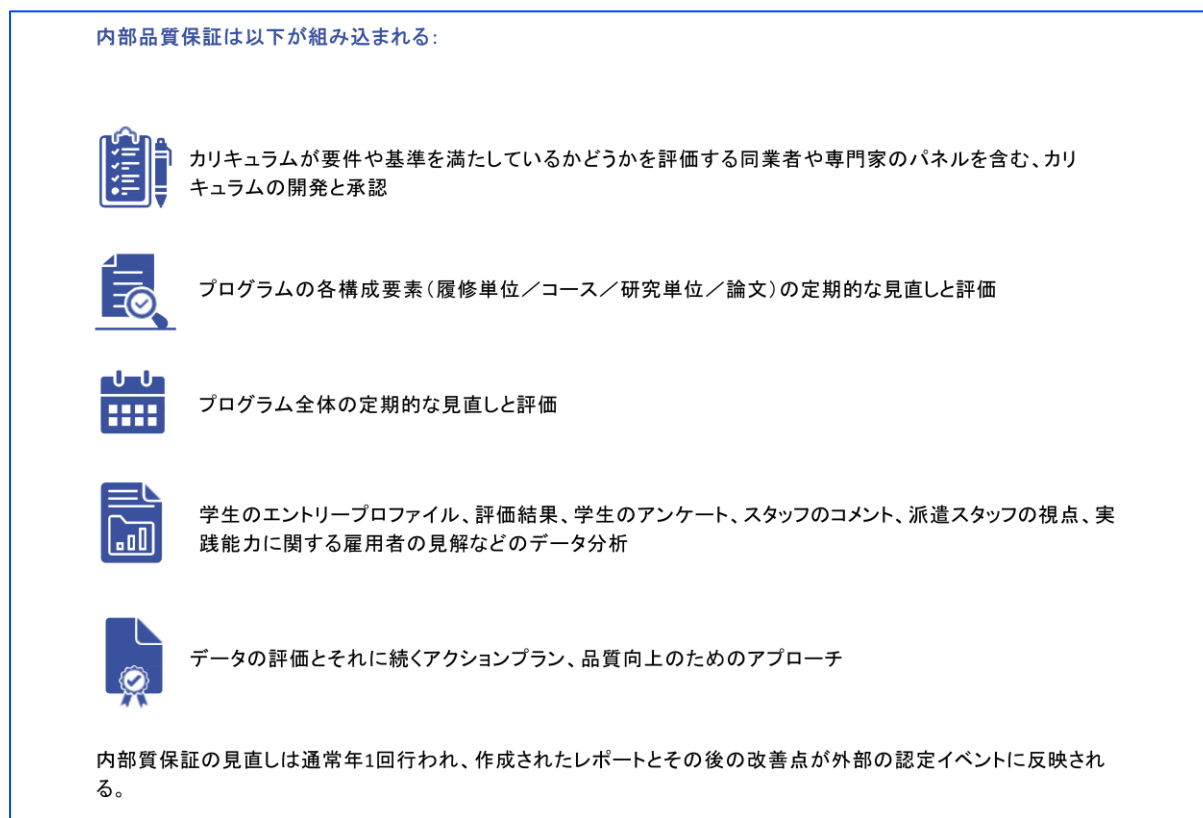 内部品質保証は以下が組み込まれる:
カリキュラムが要件や基準を満たしているかどうかを評価する同業者や専門家のパネルを含む、カリ
キュラムの開発と承認
プログラムの各構成要素(履修単位/コース/研究単位/論文)の定期的な見直しと評価
プログラム全体の定期的な見直しと評価
学生のエントリープロファイル、評価結果、学生のアンケート、スタッフのコメント、派遣スタッフの視点、実
践能力に関する雇用者の見解などのデータ分析
データの評価とそれに続くアクションプラン、品質向上のためのアプローチ
内部質保証の見直しは通常年1回行われ、作成されたレポートとその後の改善点が外部の認定イベントに反映され
る。